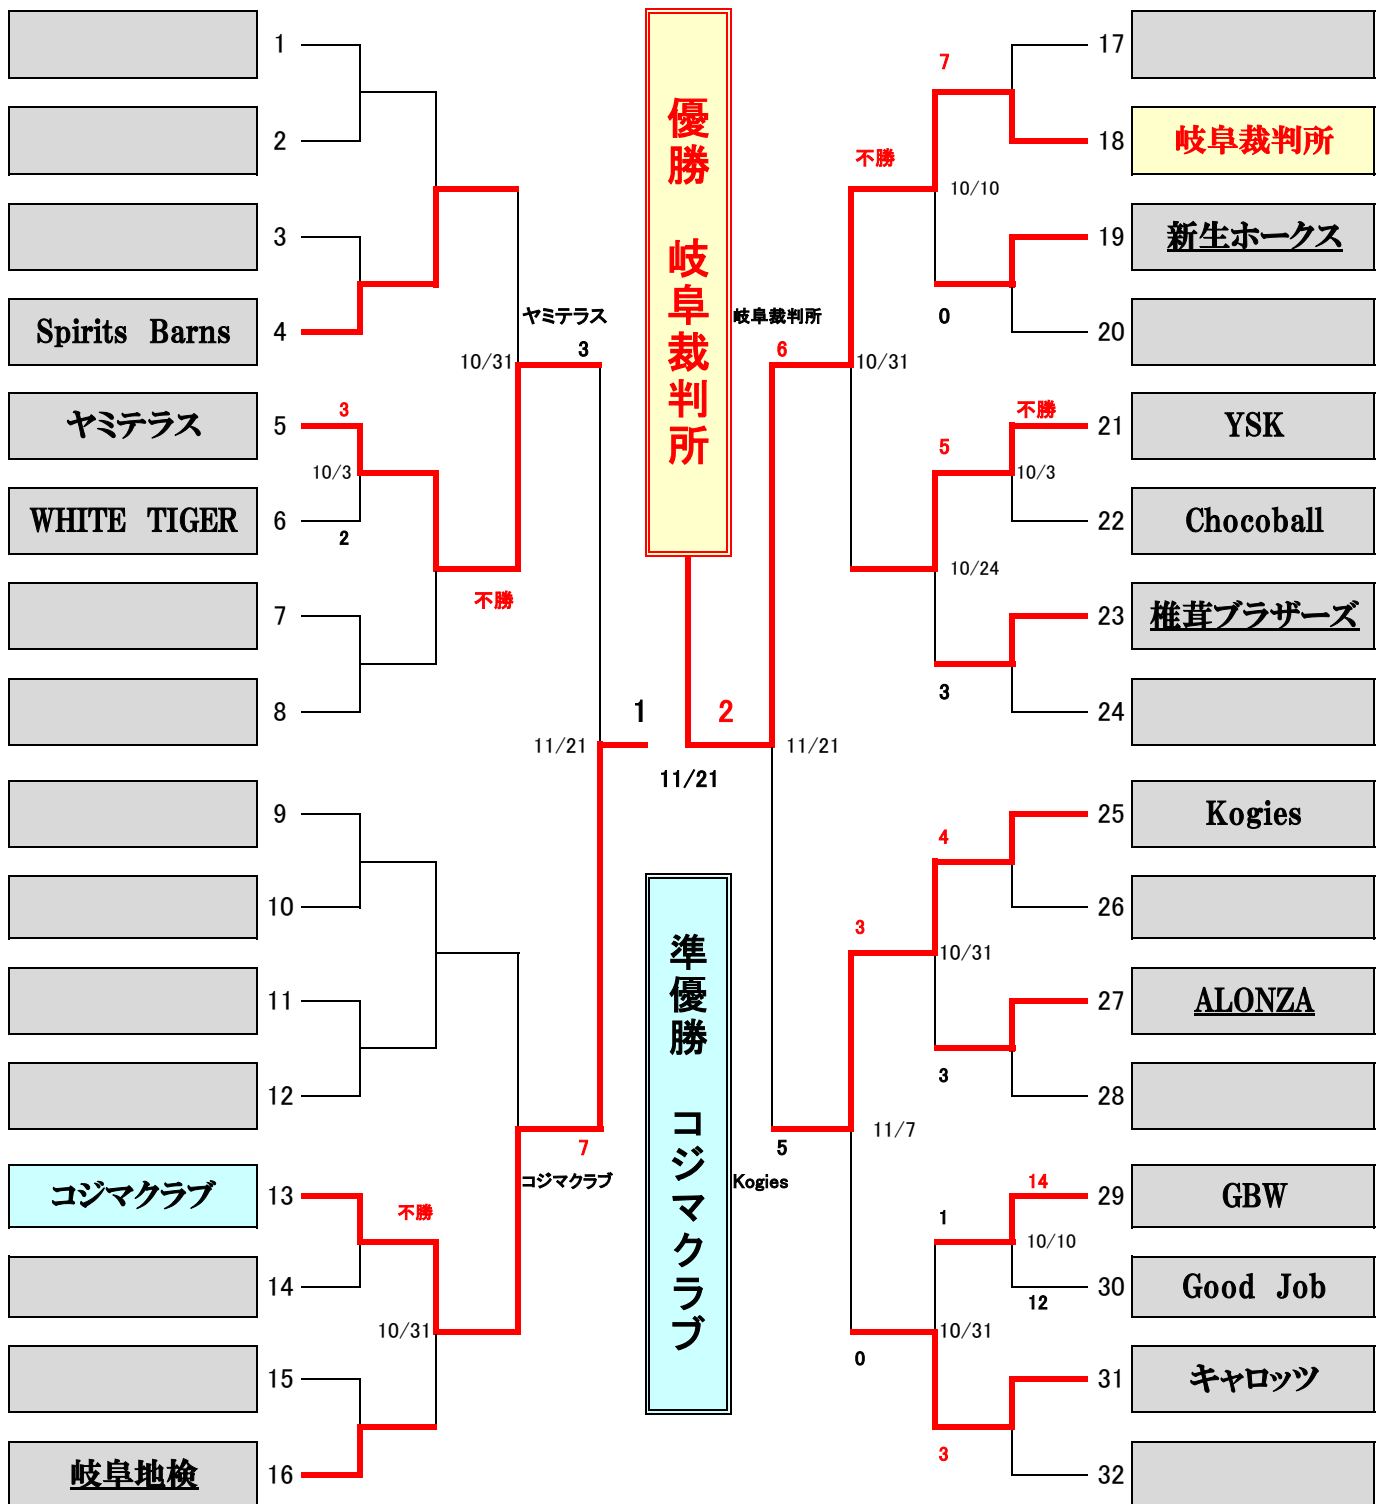 1
2
3
Spirits Barns 4
ヤミテラス 5
3
10/3
WHITE TIGER 6
2
7
8
不勝
10/31
ヤミテラス
3
9
10
11
12
コジマクラブ 13
不勝
14
10/31
15
岐阜地検 16
7
コジマクラブ
11/21
1
優勝 岐阜裁判所
2
11/21
準優勝 コジマクラブ
岐阜裁判所
6
11/21
5
Kogies
17
7
18 岐阜裁判所
不勝
10/10
19 新生ホークス
0
20
10/31
不勝
21 YSK
5
10/3
22 Chocoball
10/24
23 椎茸ブラザーズ
3
24
25 Kogies
4
26
3
10/31
27 ALONZA
3
28
11/7
14
29 GBW
1
10/10
30 Good Job
12
10/31
0
31 キャロッツ
3
32